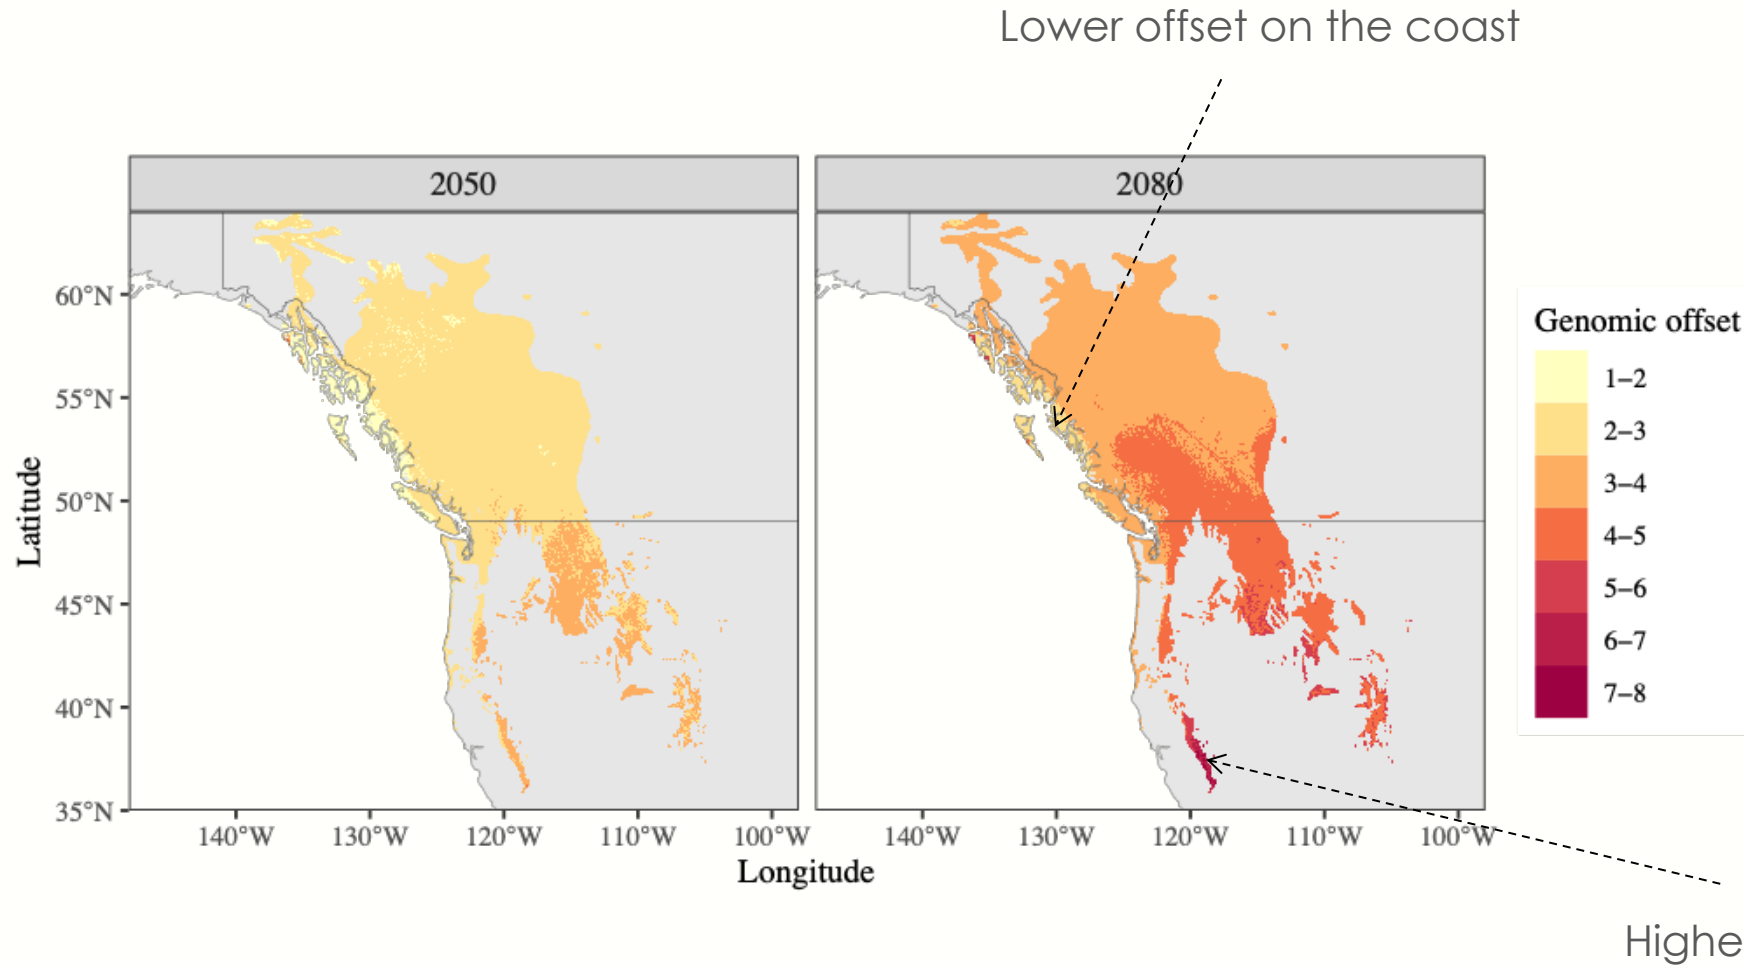 Lower offset on the coast
2050
2080
60°N
55°N
50°N
45°N
40°N
35°N
Latitude
140°W
130°W
120°W
110°W
100°W
140°W
130°W
120°W
110°W
100°W
Longitude
Genomic offset
1–2
2–3
3–4
4–5
5–6
6–7
7–8
Highe